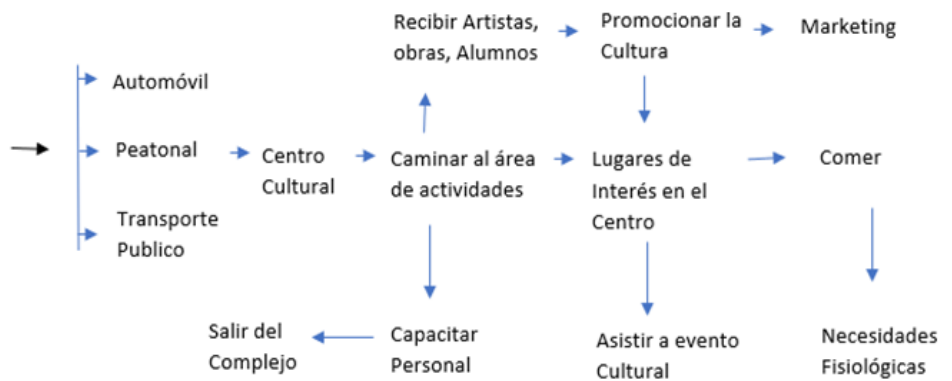 Recibir Artistas,
obras, Alumnos
Promocionar la
Cultura
Marketing
Automóvil
Peatonal
Transporte
Publico
Centro
Cultural
Caminar al área
de actividades
Lugares de
Interés en el
Centro
Comer
Salir del
Complejo
Capacitar
Personal
Asistir a evento
Cultural
Necesidades
Fisiológicas